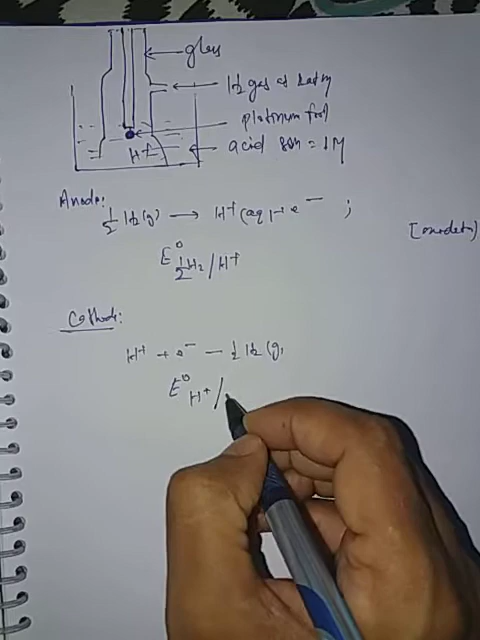 glass
H₂ gas at 1 atm
platinum foil
H⁺
acid soln = 1M
Anode:
½ H₂(g) → H⁺(aq) + e⁻ ;
E° ½H₂/H⁺
Cathode:
H⁺ + e⁻ — ½ H₂(g)
E° H⁺/